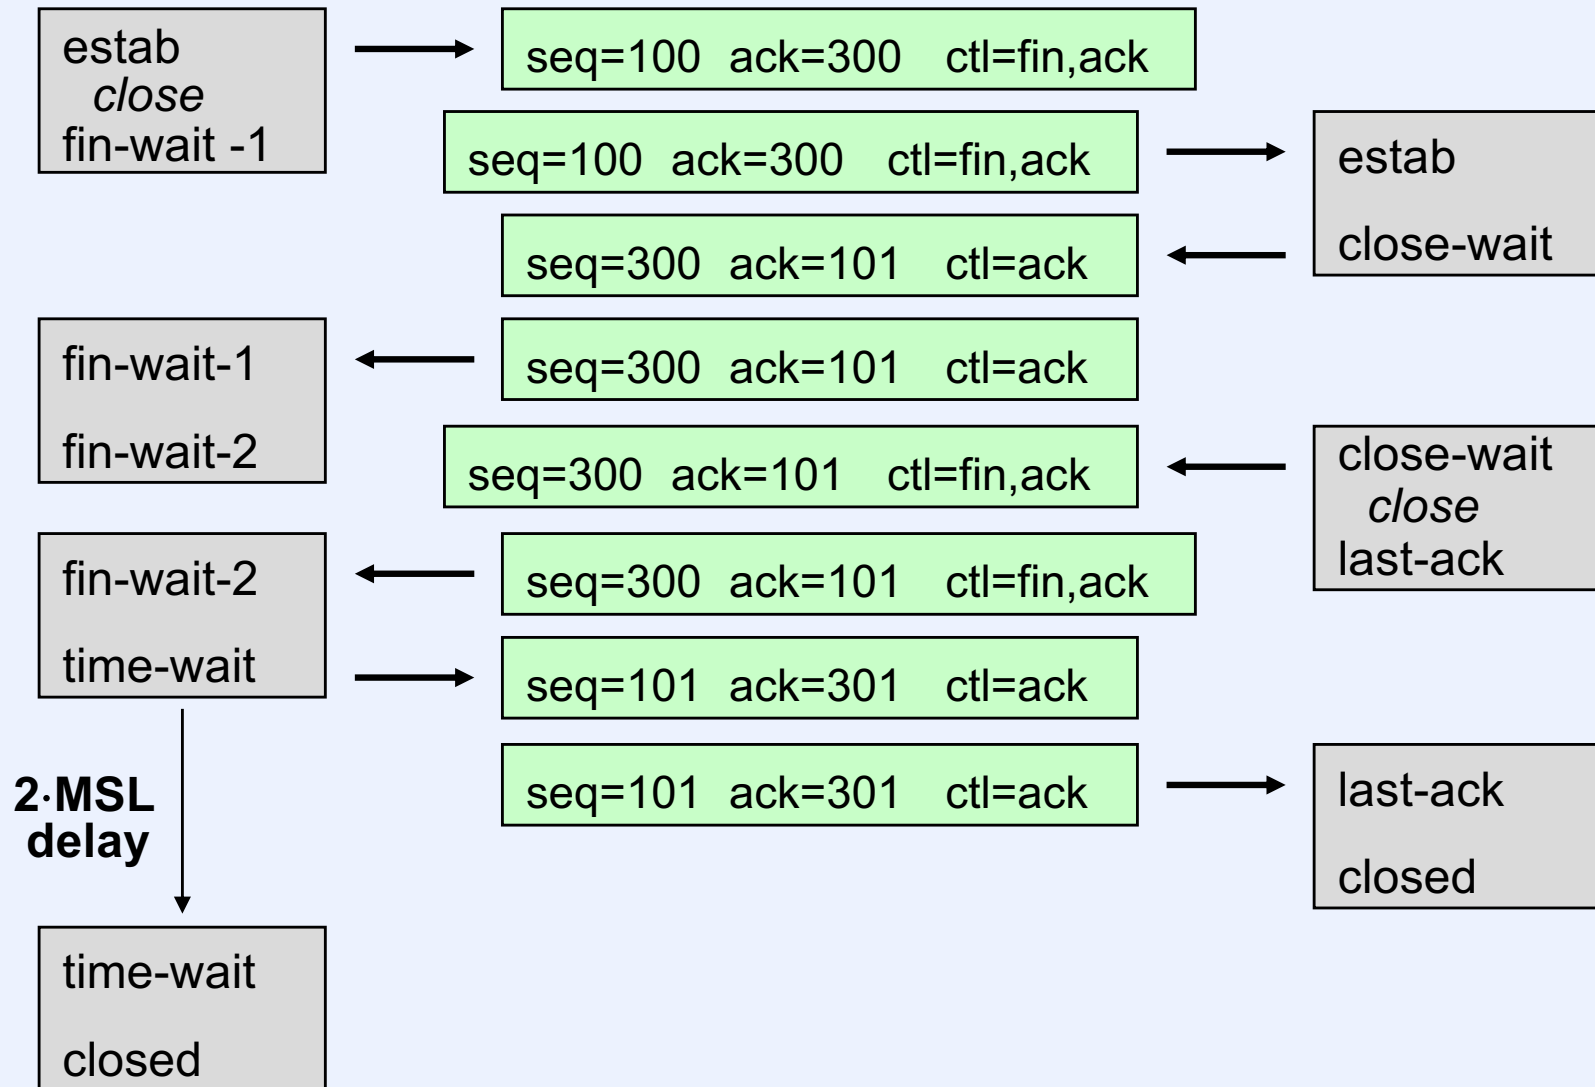 estab
close
fin-wait -1
seq=100 ack=300 ctl=fin,ack
seq=100 ack=300 ctl=fin,ack
estab
close-wait
seq=300 ack=101 ctl=ack
fin-wait-1
fin-wait-2
seq=300 ack=101 ctl=ack
seq=300 ack=101 ctl=fin,ack
close-wait
close
last-ack
fin-wait-2
time-wait
seq=300 ack=101 ctl=fin,ack
seq=101 ack=301 ctl=ack
2·MSL
delay
seq=101 ack=301 ctl=ack
last-ack
closed
time-wait
closed